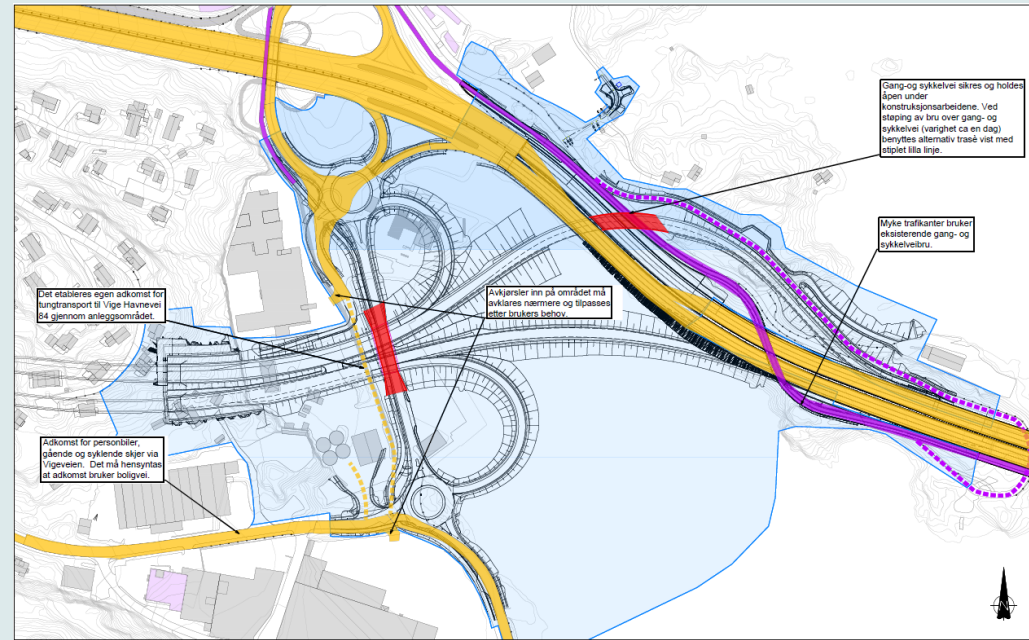 Gang-og sykkelvei sikres og holdes
åpen under
konstruksjonsarbeidene. Ved
støping av bru over gang- og
sykkelvei (varighet ca en dag)
benyttes alternativ trasè vist med
stiplet lilla linje.
Myke trafikanter bruker
eksisterende gang- og
sykkelveibru.
Det etableres egen adkomst for
tungtransport til Vige Havnevei
84 gjennom anleggsområdet.
Avkjørsler inn på området må
avklares nærmere og tilpasses
etter brukers behov.
Adkomst for personbiler,
gående og syklende skjer via
Vigeveien. Det må hensyntas
at adkomst bruker boligvei.
N